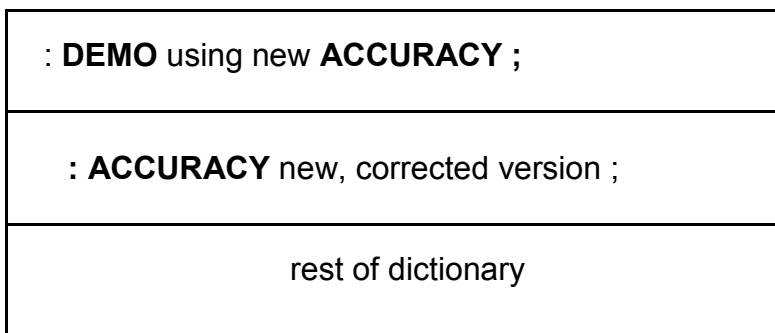 : DEMO using new ACCURACY ;
: ACCURACY new, corrected version ;
rest of dictionary